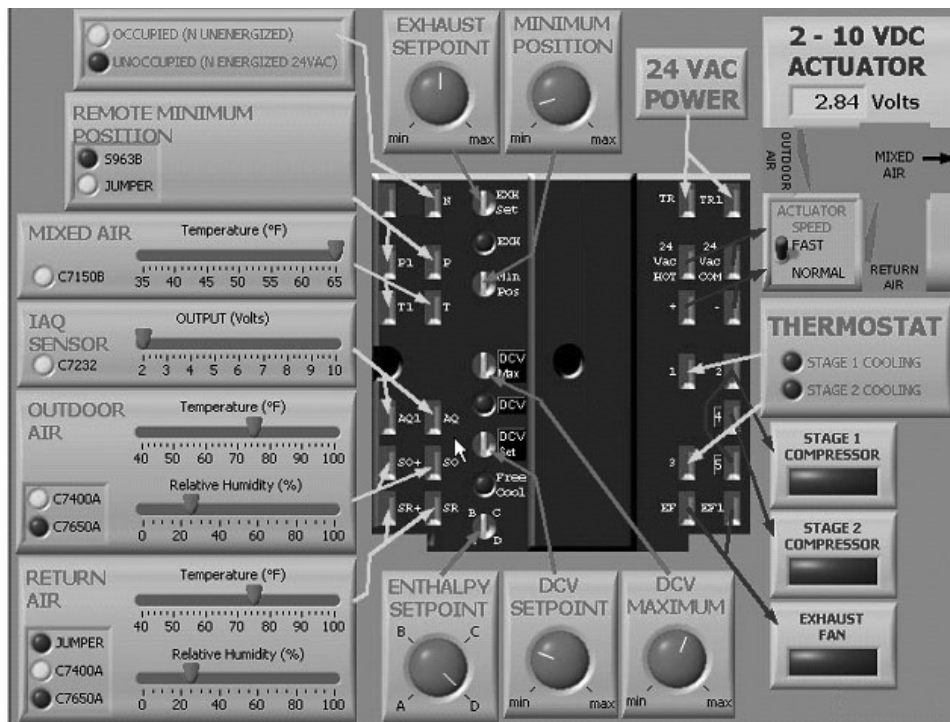 OCCUPIED (N UNENERGIZED)
UNOCCUPIED (N ENERGIZED 24VAC)
REMOTE MINIMUM
POSITION
S963B
JUMPER
MIXED AIR
Temperature (°F)
C7150B
35 40 45 50 55 60 65
IAQ
SENSOR
OUTPUT (Volts)
C7232
2 3 4 5 6 7 8 9 10
OUTDOOR
AIR
Temperature (°F)
40 50 60 70 80 90 100
Relative Humidity (%)
C7400A
C7650A
0 20 40 60 80 100
RETURN
AIR
Temperature (°F)
40 50 60 70 80 90 100
JUMPER
C7400A
C7650A
Relative Humidity (%)
0 20 40 60 80 100
EXHAUST
SETPOINT
min max
MINIMUM
POSITION
min max
24 VAC
POWER
2 - 10 VDC
ACTUATOR
2.84 Volts
OUTDOOR
AIR
MIXED
AIR
RETURN
AIR
ACTUATOR
SPEED
FAST
NORMAL
N
EXH
Set
EXH
P1 P
Min
Pos
T1 T
DCV
Max
DCV
AQ1 AQ
DCV
Set
SO+ SO
Free
Cool
SR+ SR
B C
A D
TR TR1
24
Vac
HOT
24
Vac
COM
+ -
1 2
4
3 5
EF EF1
THERMOSTAT
STAGE 1 COOLING
STAGE 2 COOLING
STAGE 1
COMPRESSOR
STAGE 2
COMPRESSOR
EXHAUST
FAN
ENTHALPY
SETPOINT
B C
A D
DCV
SETPOINT
min max
DCV
MAXIMUM
min max